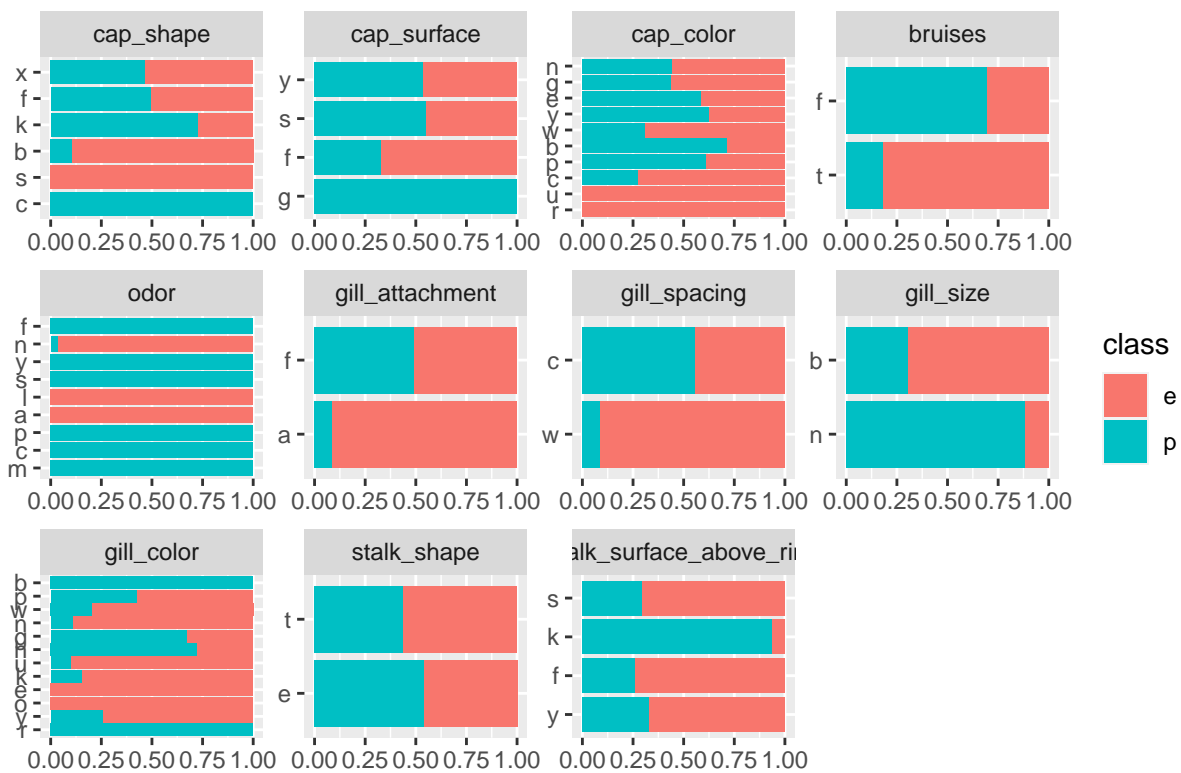 cap_shape
x
f
k
b
s
c
0.00 0.25 0.50 0.75 1.00
cap_surface
y
s
f
g
0.00 0.25 0.50 0.75 1.00
cap_color
n
g
e
y
w
b
p
c
u
r
0.00 0.25 0.50 0.75 1.00
bruises
f
t
0.00 0.25 0.50 0.75 1.00
odor
f
n
y
s
l
a
p
c
m
0.00 0.25 0.50 0.75 1.00
gill_attachment
f
a
0.00 0.25 0.50 0.75 1.00
gill_spacing
c
w
0.00 0.25 0.50 0.75 1.00
gill_size
b
n
0.00 0.25 0.50 0.75 1.00
class
e
p
gill_color
b
p
w
n
g
h
u
k
e
o
y
r
0.00 0.25 0.50 0.75 1.00
stalk_shape
t
e
0.00 0.25 0.50 0.75 1.00
alk_surface_above_rin
s
k
f
y
0.00 0.25 0.50 0.75 1.00